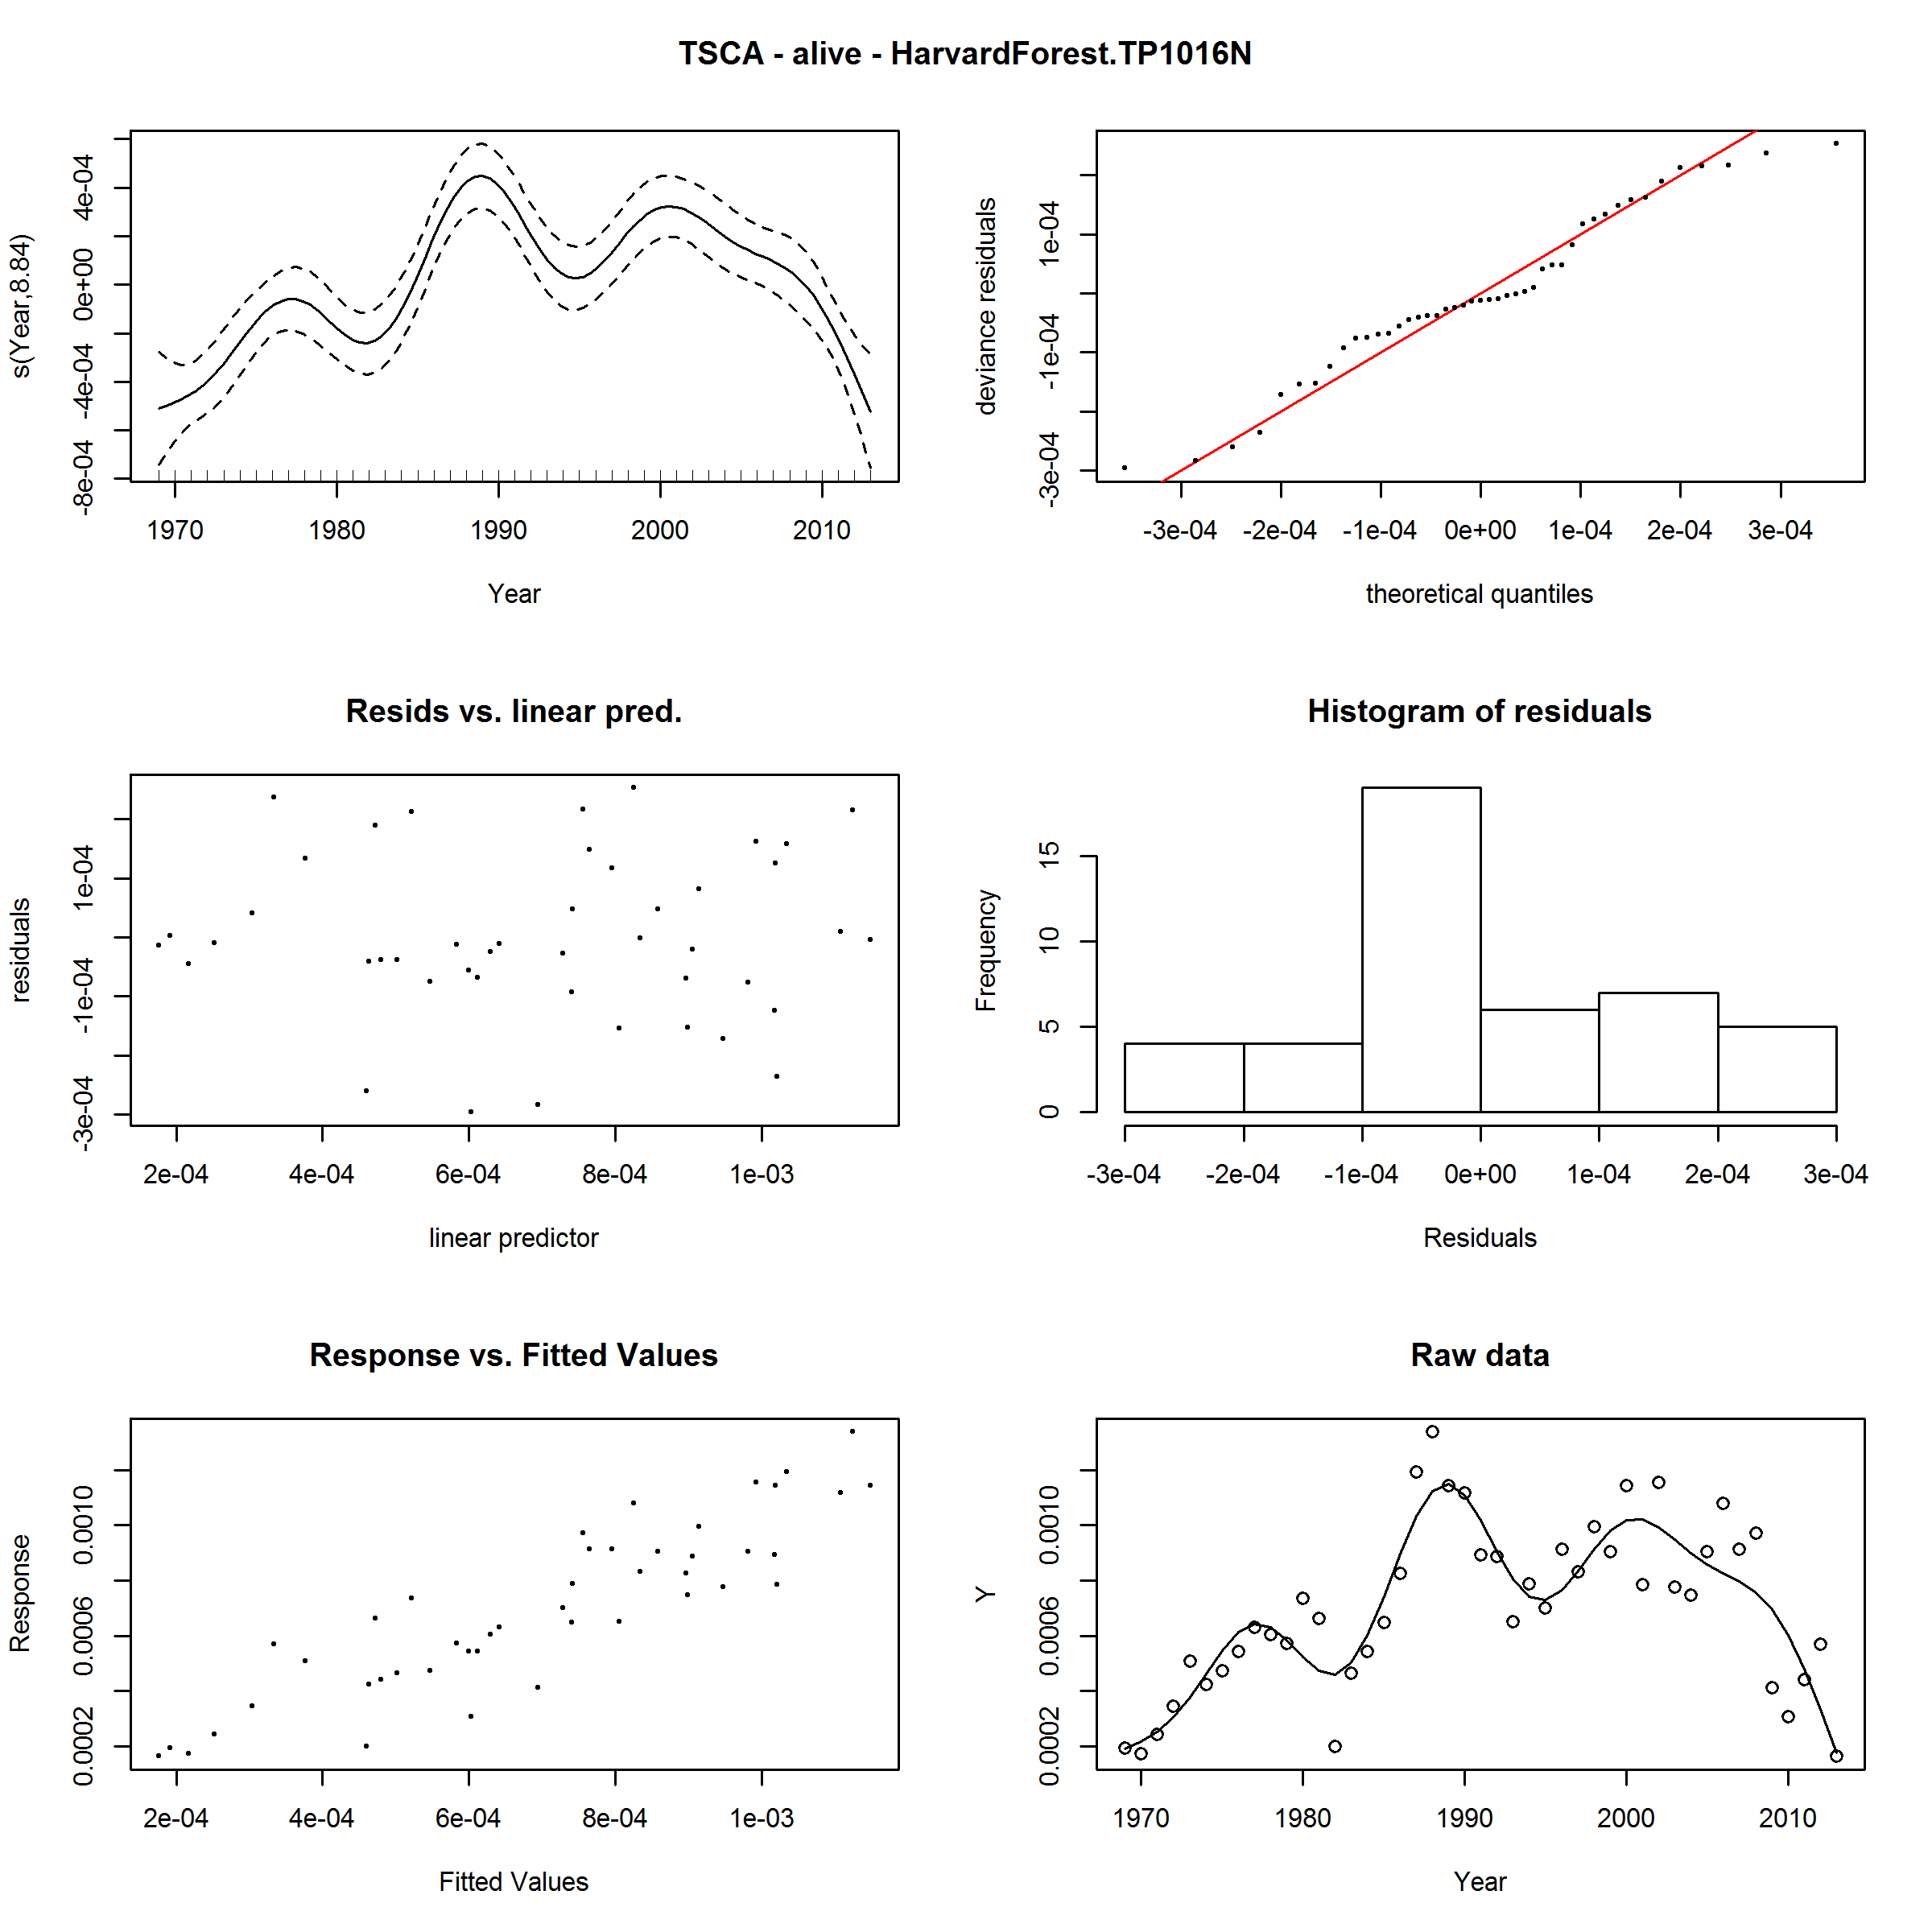 TSCA - alive - HarvardForest.TP1016N
s(Year,8.84)
-8e-04 -4e-04 0e+00 4e-04
1970 1980 1990 2000 2010
Year
deviance residuals
-3e-04 -1e-04 1e-04
-3e-04 -2e-04 -1e-04 0e+00 1e-04 2e-04 3e-04
theoretical quantiles
Resids vs. linear pred.
residuals
-3e-04 -1e-04 1e-04
2e-04 4e-04 6e-04 8e-04 1e-03
linear predictor
Histogram of residuals
Frequency
0 5 10 15
-3e-04 -2e-04 -1e-04 0e+00 1e-04 2e-04 3e-04
Residuals
Response vs. Fitted Values
Response
0.0002 0.0006 0.0010
2e-04 4e-04 6e-04 8e-04 1e-03
Fitted Values
Raw data
Y
0.0002 0.0006 0.0010
1970 1980 1990 2000 2010
Year